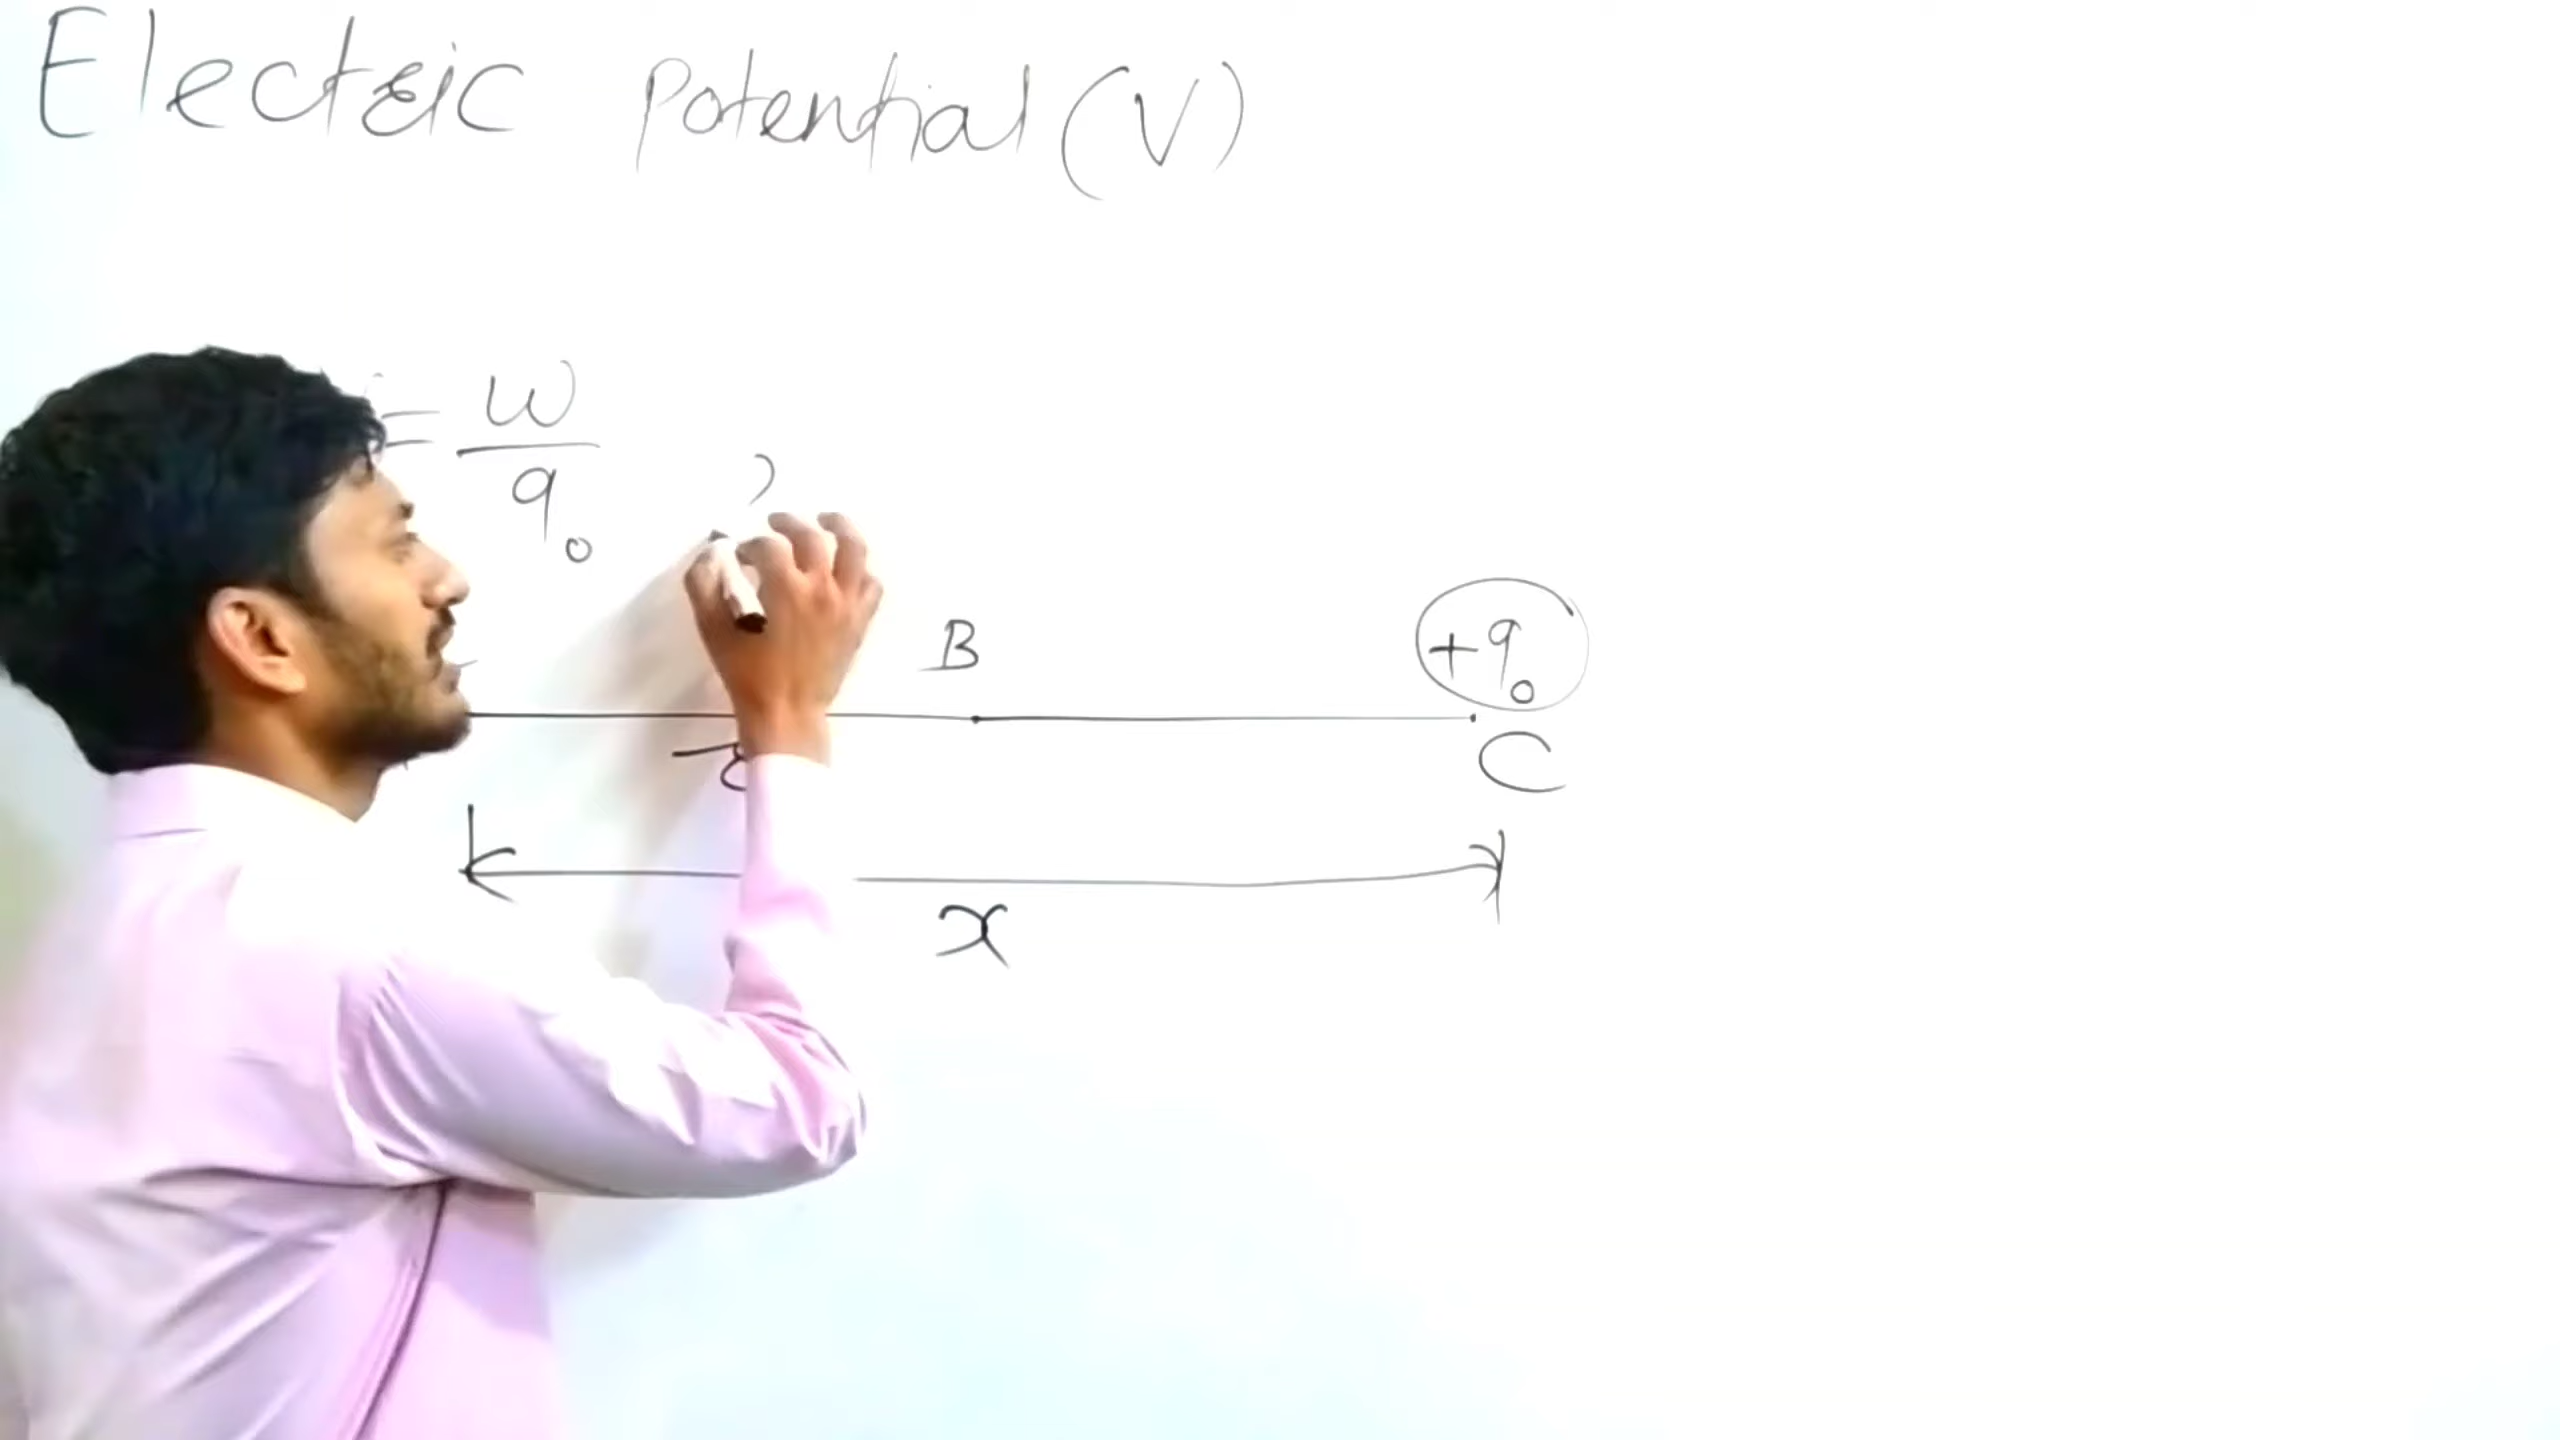 Electric Potential (V)
= W
q₀
B
+q₀
C
x